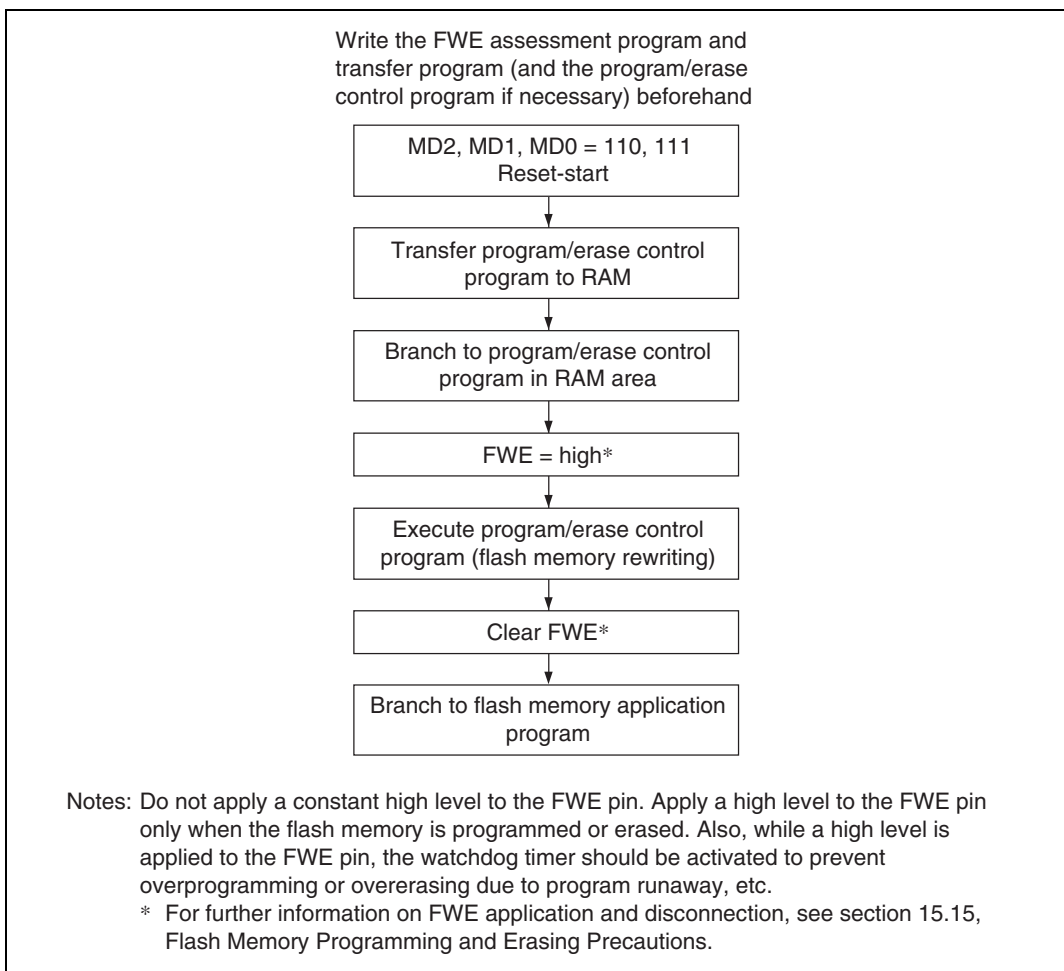 Write the FWE assessment program and
transfer program (and the program/erase
control program if necessary) beforehand
MD2, MD1, MD0 = 110, 111
Reset-start
Transfer program/erase control
program to RAM
Branch to program/erase control
program in RAM area
FWE = high*
Execute program/erase control
program (flash memory rewriting)
Clear FWE*
Branch to flash memory application
program
Notes: Do not apply a constant high level to the FWE pin. Apply a high level to the FWE pin
only when the flash memory is programmed or erased. Also, while a high level is
applied to the FWE pin, the watchdog timer should be activated to prevent
overprogramming or overerasing due to program runaway, etc.
* For further information on FWE application and disconnection, see section 15.15,
Flash Memory Programming and Erasing Precautions.